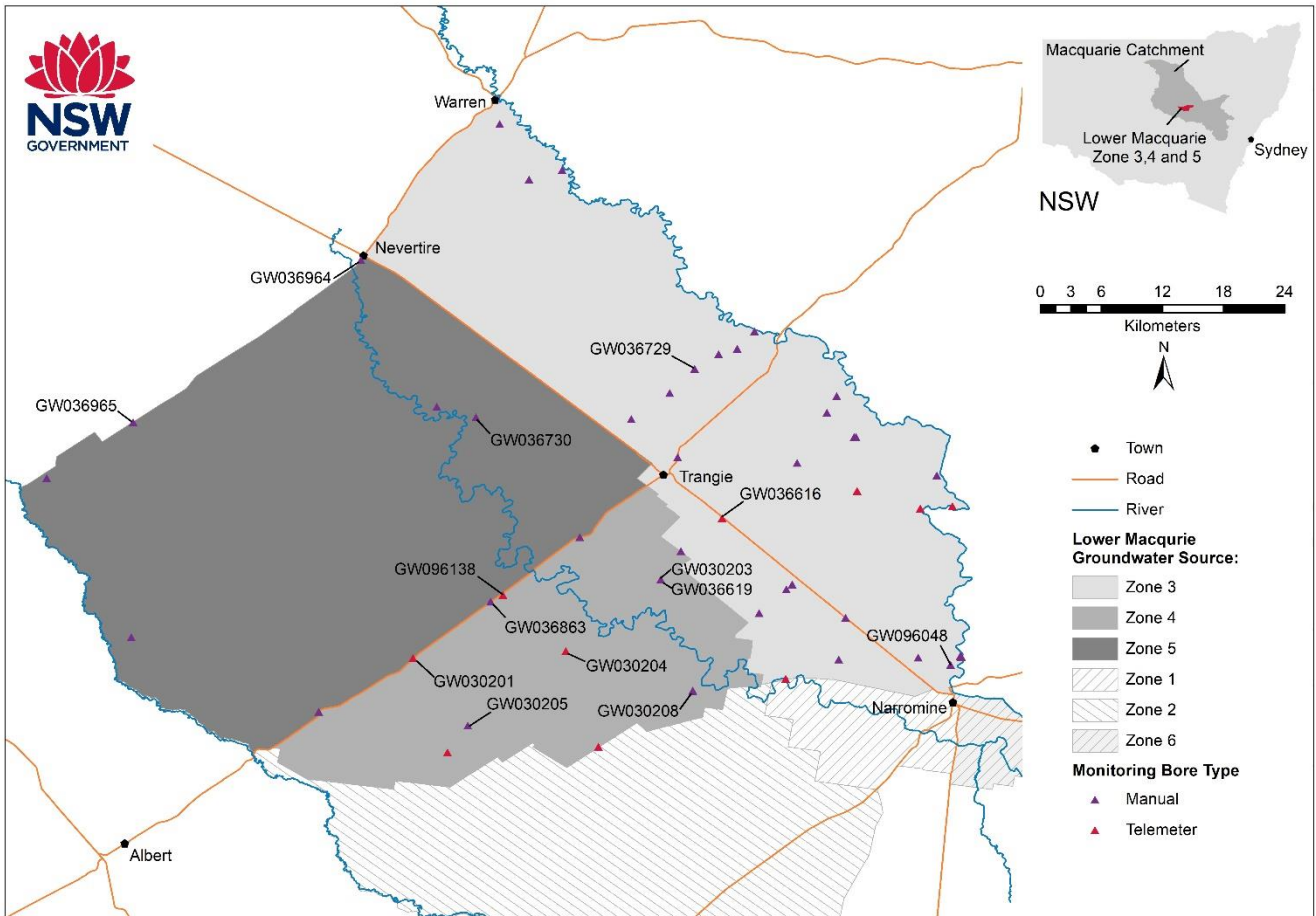 NSW
GOVERNMENT
Warren
Nevertire
GW036964
GW036729
GW036965
GW036730
Trangie
GW036616
GW096138
GW030203
GW036619
GW036863
GW096048
GW030204
GW030201
GW030205
GW030208
Narromine
Albert
Macquarie Catchment
Lower Macquarie
Zone 3,4 and 5
Sydney
NSW
0 3 6 12 18 24
Kilometers
N
Town
Road
River
Lower Macqurie
Groundwater Source:
Zone 3
Zone 4
Zone 5
Zone 1
Zone 2
Zone 6
Monitoring Bore Type
Manual
Telemeter